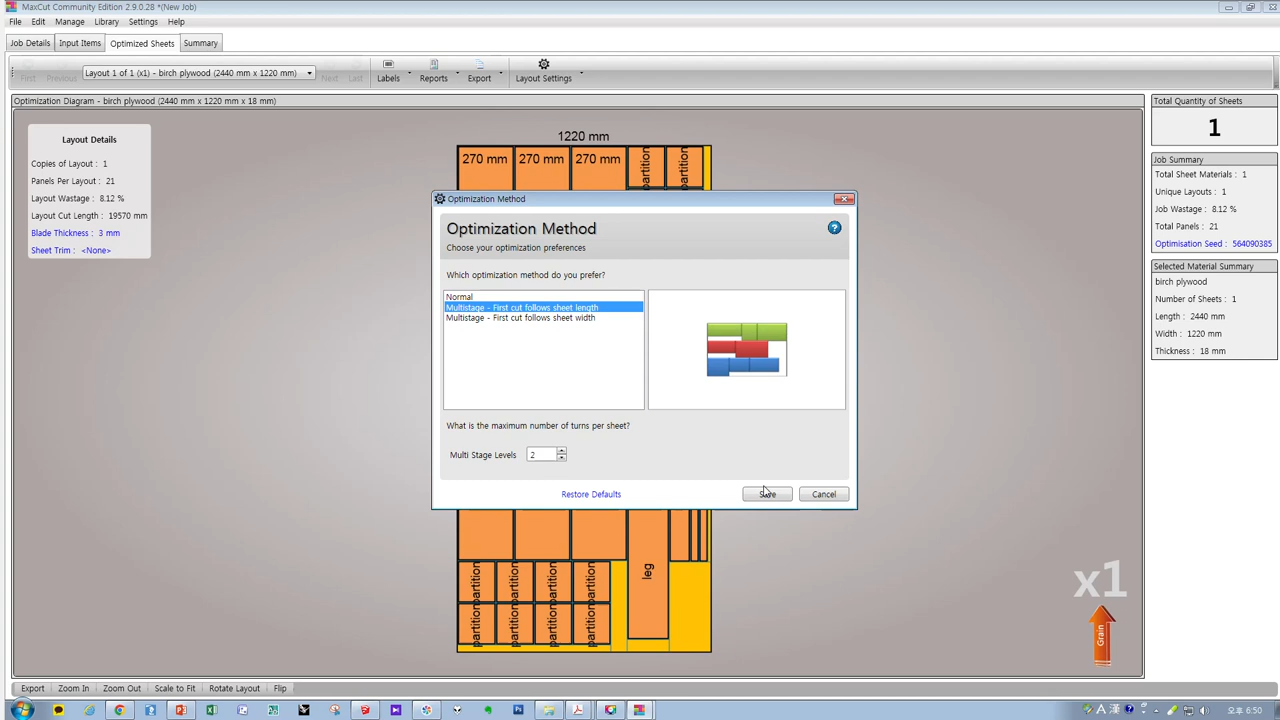 MaxCut Community Edition 2.9.0.28 *(New Job)
File Edit Manage Library Settings Help
Job Details Input Items Optimized Sheets Summary
First Previous Layout 1 of 1 (x1) - birch plywood (2440 mm x 1220 mm) Next Last Labels Reports Export Layout Settings
Optimization Diagram - birch plywood (2440 mm x 1220 mm x 18 mm)
Layout Details
Copies of Layout : 1
Panels Per Layout : 21
Layout Wastage : 8.12 %
Layout Cut Length : 19570 mm
Blade Thickness : 3 mm
Sheet Trim : <None>
1220 mm
270 mm 270 mm 270 mm partition partition
Optimization Method
Optimization Method
Choose your optimization preferences
Which optimization method do you prefer?
Normal
Multistage - First cut follows sheet length
Multistage - First cut follows sheet width
What is the maximum number of turns per sheet?
Multi Stage Levels 2
Restore Defaults Save Cancel
partition partition partition partition leg
partition partition partition partition
Total Quantity of Sheets
1
Job Summary
Total Sheet Materials : 1
Unique Layouts : 1
Job Wastage : 8.12 %
Total Panels : 21
Optimisation Seed : 564090385
Selected Material Summary
birch plywood
Number of Sheets : 1
Length : 2440 mm
Width : 1220 mm
Thickness : 18 mm
x1
Grain
Export Zoom In Zoom Out Scale to Fit Rotate Layout Flip
A 漢 오후 6:50